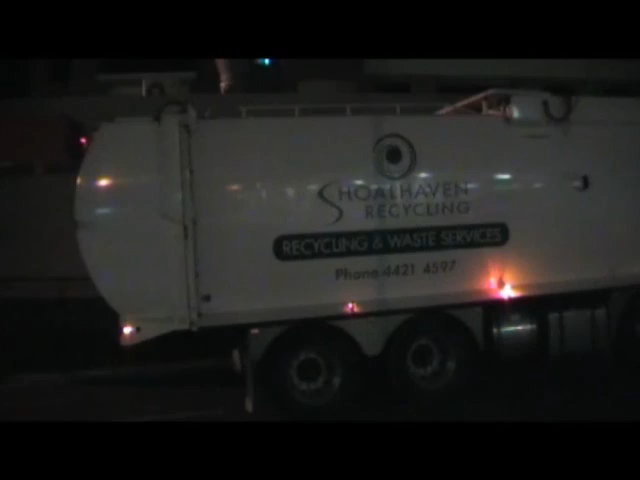 SHOALHAVEN
RECYCLING
RECYCLING & WASTE SERVICES
Phone 4421 4597